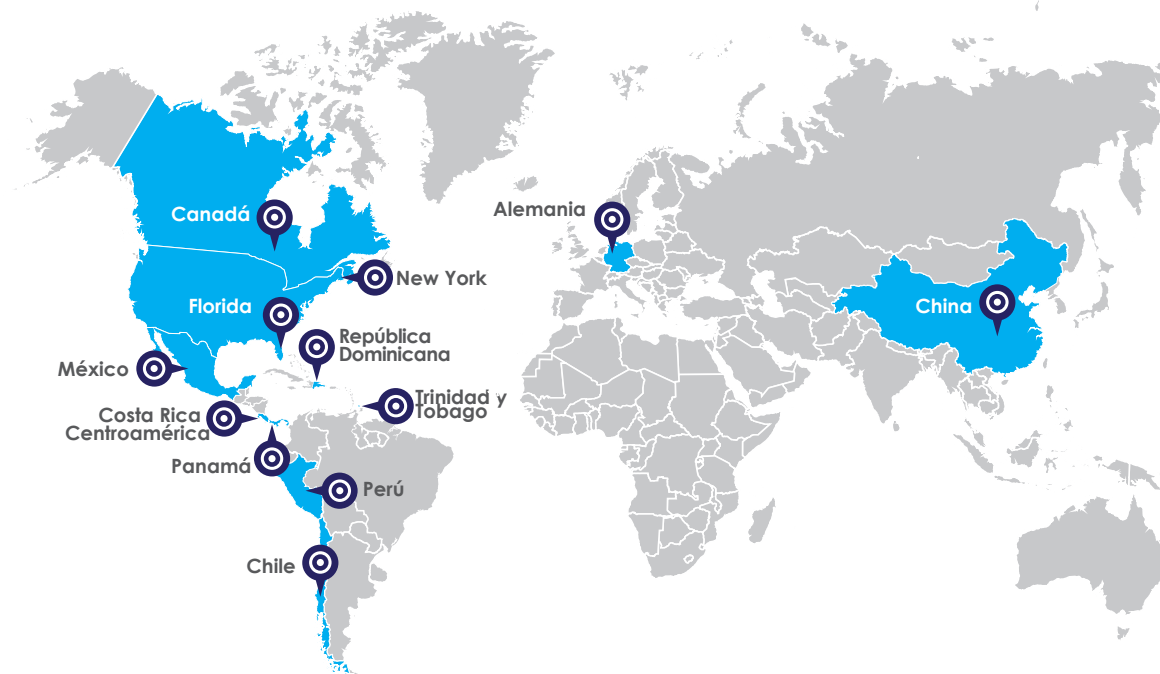 Canadá
Alemania
New York
Florida
China
República
Dominicana
México
Trinidad y
Tobago
Costa Rica
Centroamérica
Panamá
Perú
Chile